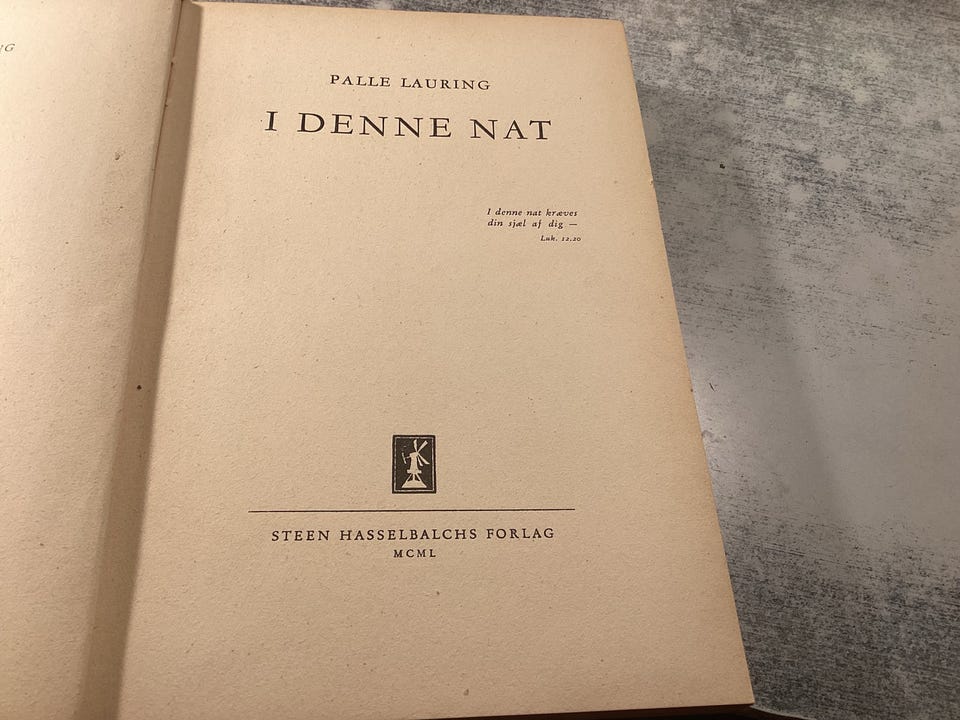 PALLE LAURING
I DENNE NAT
I denne nat kræves
din sjæl af dig —
Luk. 12.20
STEEN HASSELBALCHS FORLAG
MCML